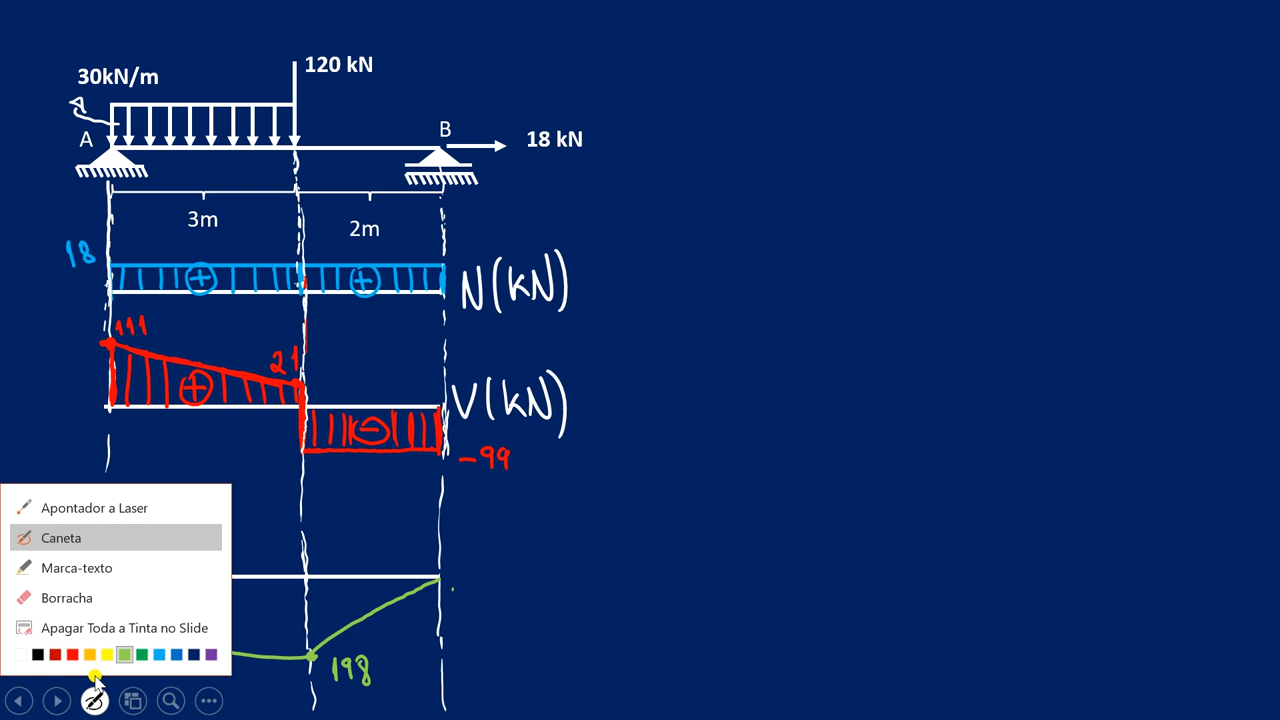 120 kN
30kN/m
A
B
18 kN
3m
2m
18
+
+
N(kN)
111
21
+
V(kN)
-99
Apontador a Laser
Caneta
Marca-texto
Borracha
Apagar Toda a Tinta no Slide
198